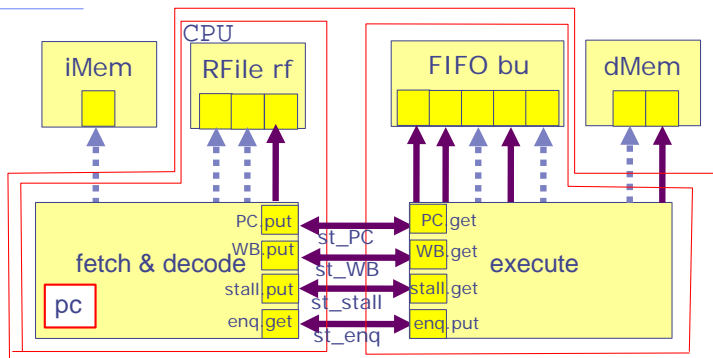 CPU
iMem
RFile rf
FIFO bu
dMem
PC.put
st_PC
PC.get
WB.put
st_WB
WB.get
fetch & decode
execute
stall.put
st_stall
stall.get
pc
enq.get
st_enq
enq.put